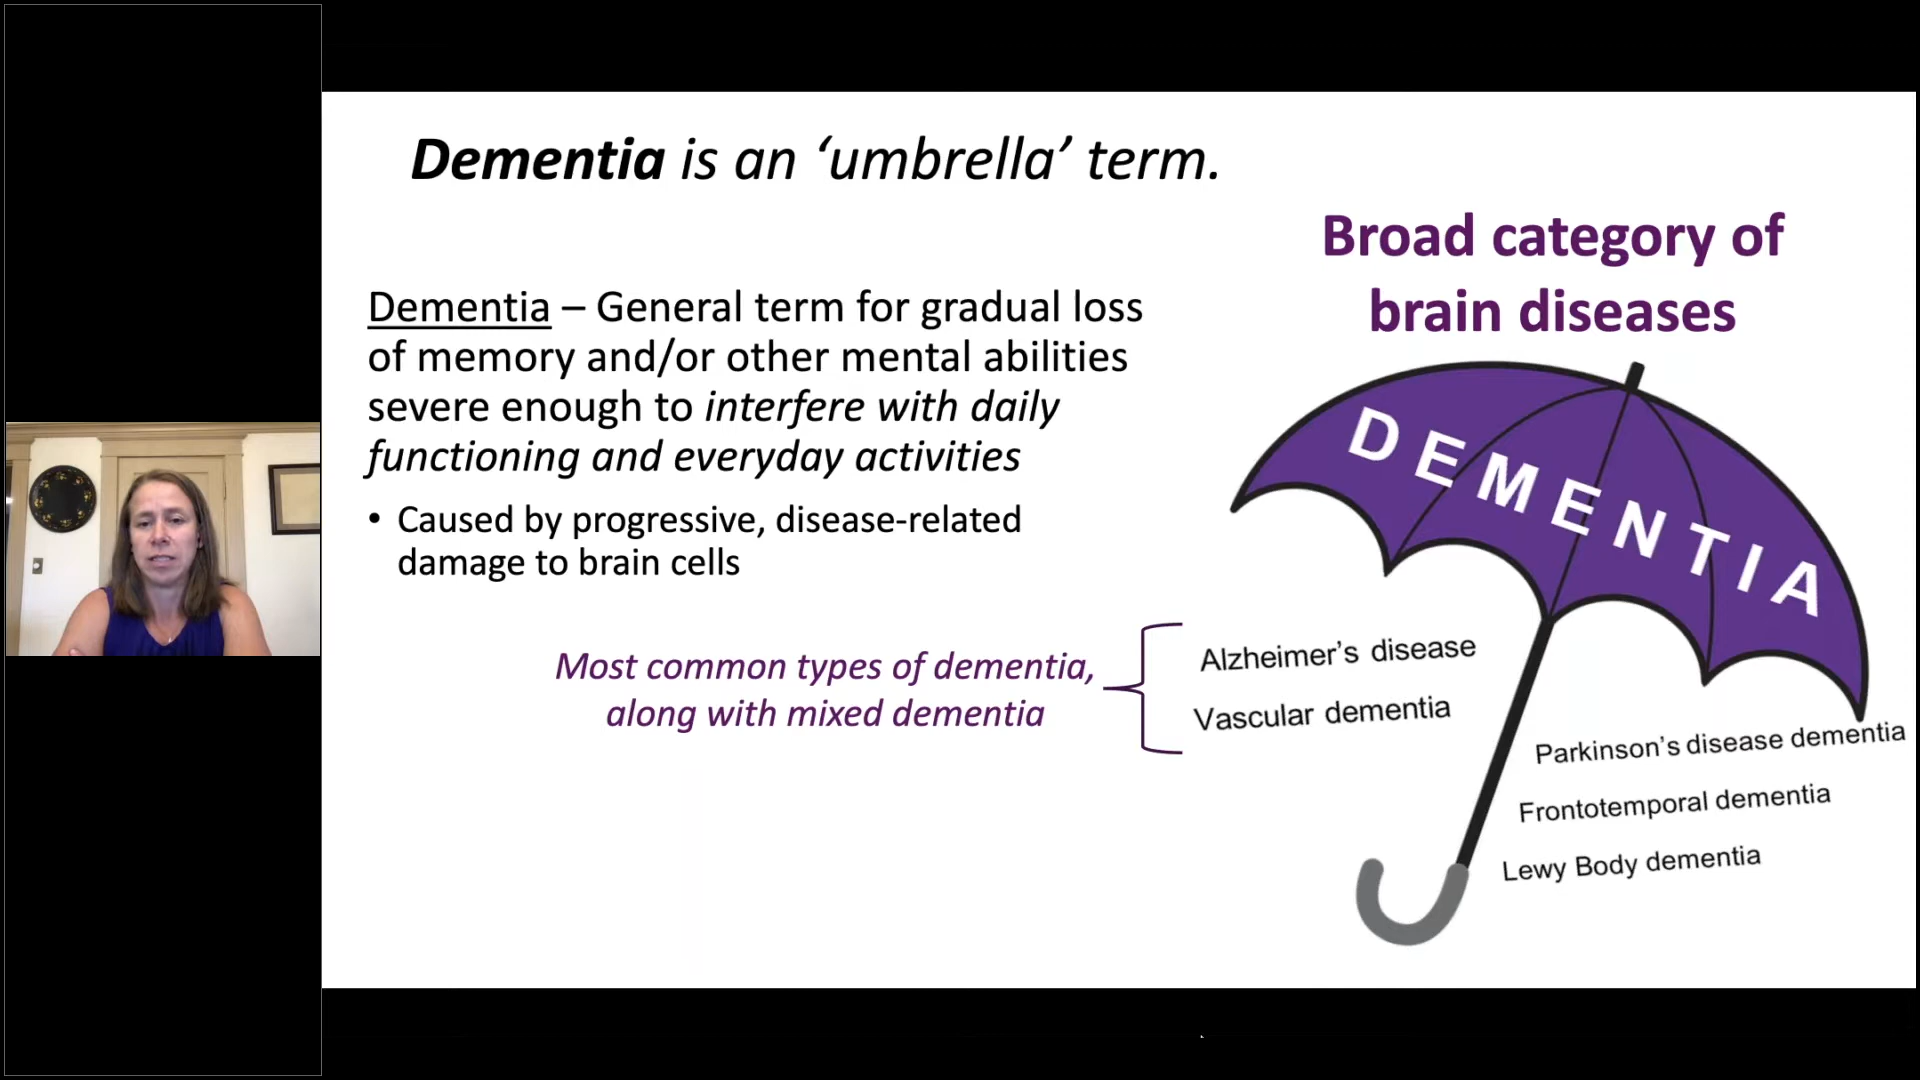 Dementia is an ‘umbrella’ term.
Broad category of
brain diseases
Dementia – General term for gradual loss
of memory and/or other mental abilities
severe enough to interfere with daily
functioning and everyday activities
• Caused by progressive, disease-related
damage to brain cells
Most common types of dementia,
along with mixed dementia
DEMENTIA
Alzheimer’s disease
Vascular dementia
Parkinson’s disease dementia
Frontotemporal dementia
Lewy Body dementia